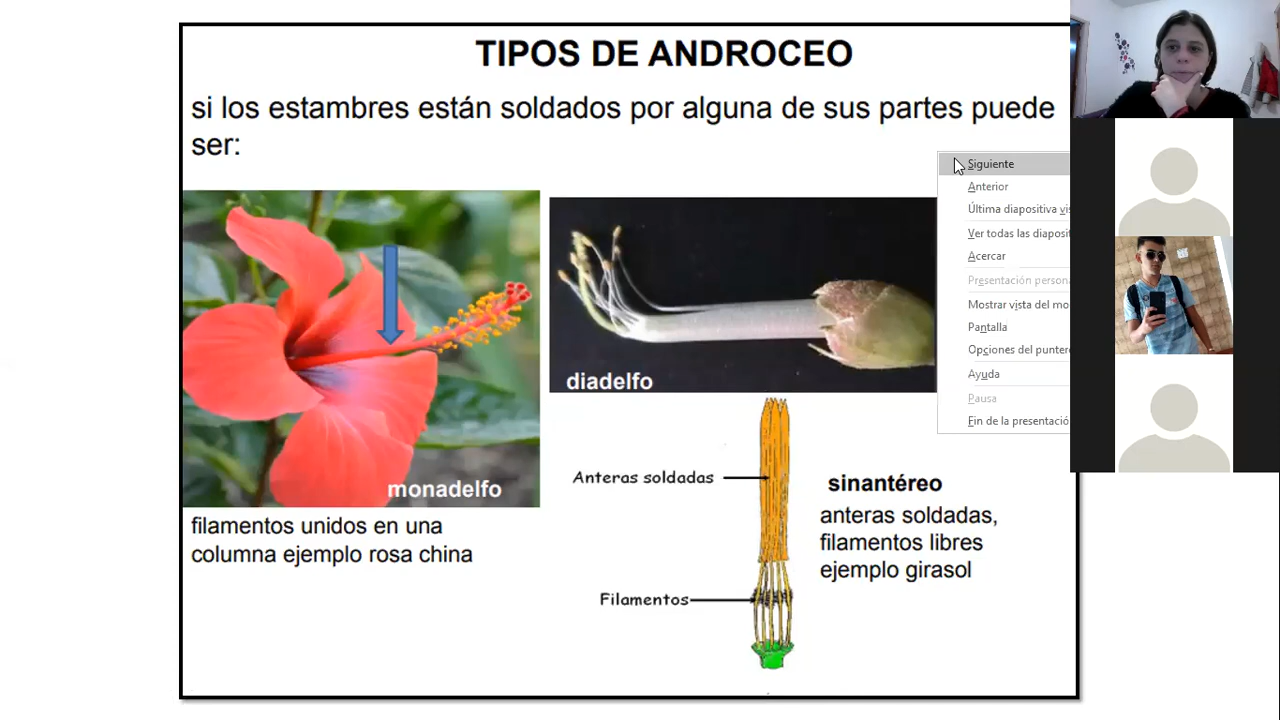 TIPOS DE ANDROCEO
si los estambres están soldados por alguna de sus partes puede
ser:
monadelfo
filamentos unidos en una
columna ejemplo rosa china
diadelfo
Anteras soldadas
Filamentos
sinantéreo
anteras soldadas,
filamentos libres
ejemplo girasol
Siguiente
Anterior
Última diapositiva
Ver todas las
Acercar
Presentación
Mostrar vista del
Pantalla
Opciones del
Ayuda
Pausa
Fin de la